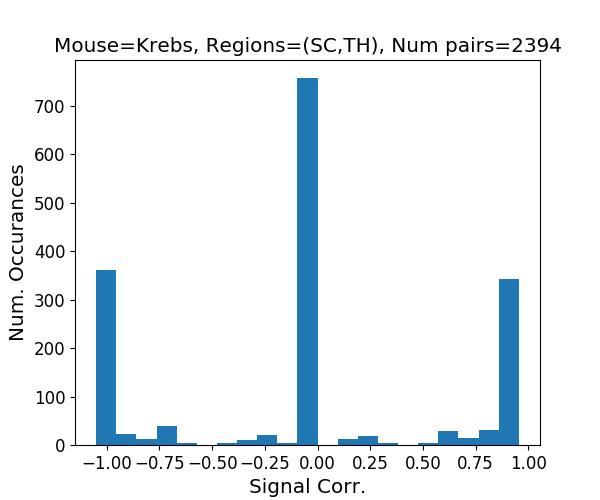 Mouse=Krebs, Regions=(SC,TH), Num pairs=2394
700
600
500
400
300
200
100
0
Num. Occurances
−1.00 −0.75 −0.50 −0.25 0.00 0.25 0.50 0.75 1.00
Signal Corr.